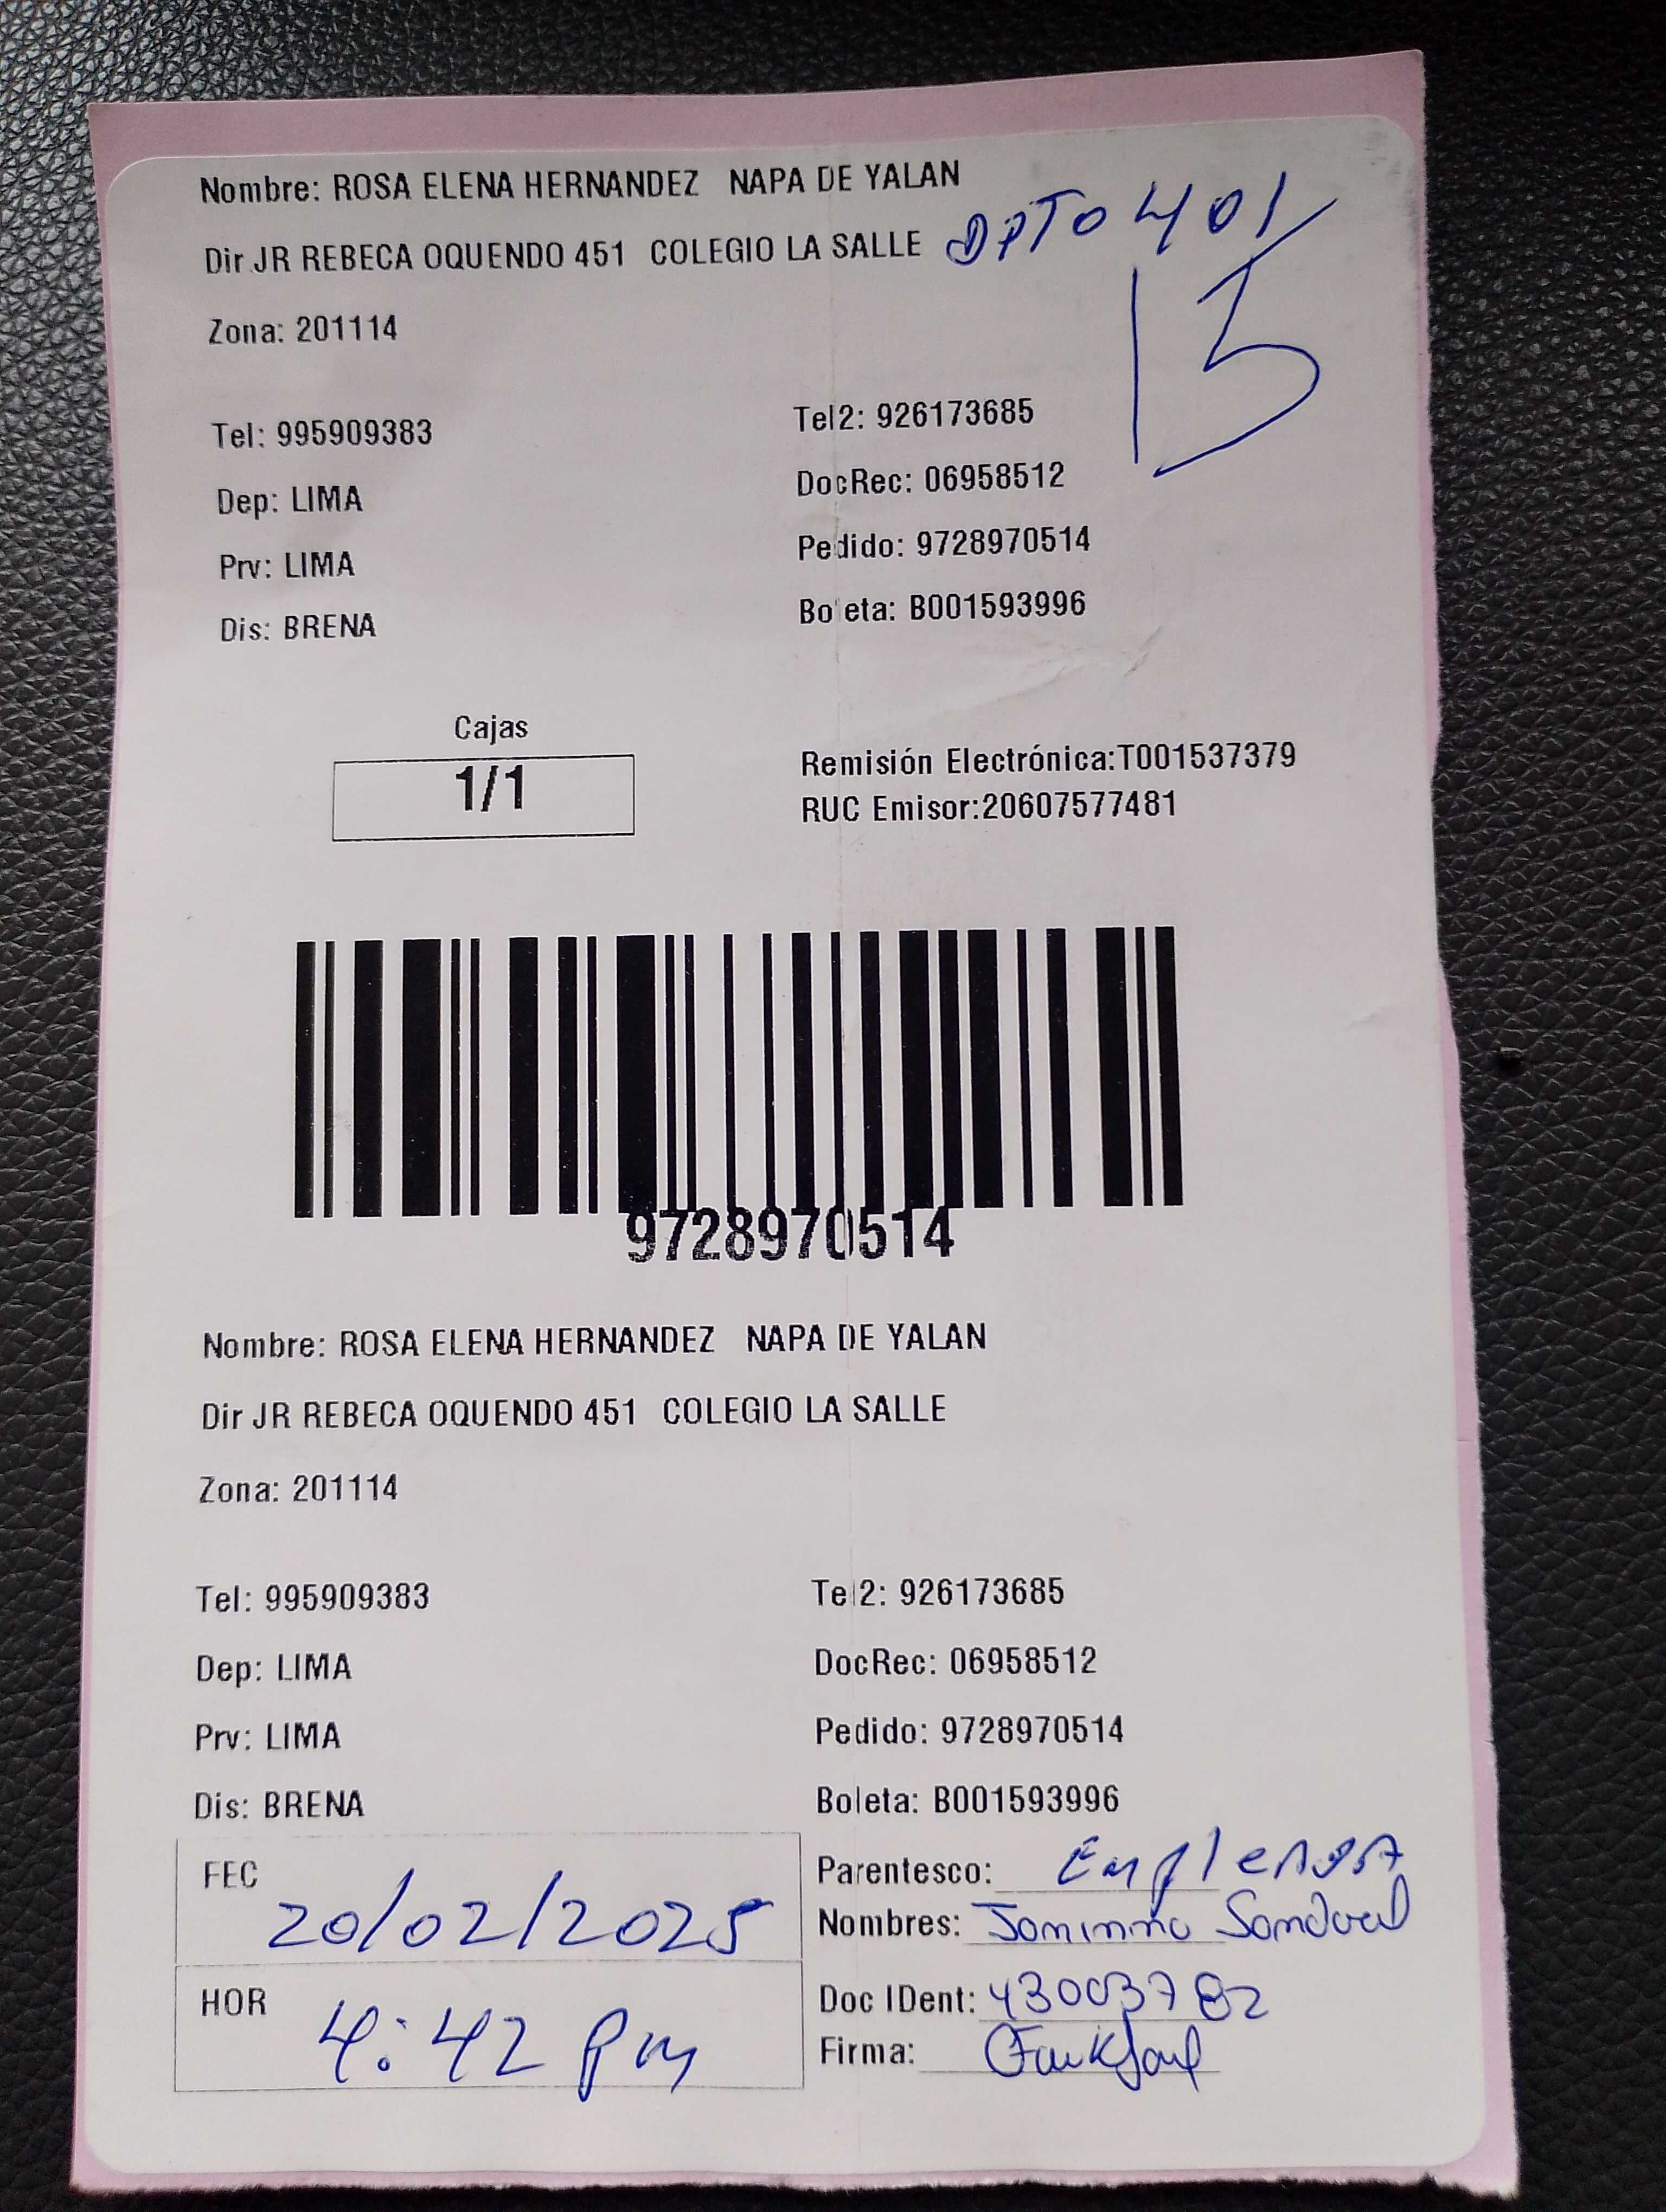 Nombre: ROSA ELENA HERNANDEZ NAPA DE YALAN
Dir JR REBECA OQUENDO 451 COLEGIO LA SALLE DPTO 401
13
Zona: 201114
Tel: 995909383 Tel2: 926173685
Dep: LIMA DocRec: 06958512
Prv: LIMA Pedido: 9728970514
Dis: BRENA Boleta: B001593996
Cajas
1/1
Remisión Electrónica:T001537379
RUC Emisor:20607577481
9728970514
Nombre: ROSA ELENA HERNANDEZ NAPA DE YALAN
Dir JR REBECA OQUENDO 451 COLEGIO LA SALLE
Zona: 201114
Tel: 995909383 Tel2: 926173685
Dep: LIMA DocRec: 06958512
Prv: LIMA Pedido: 9728970514
Dis: BRENA Boleta: B001593996
FEC 20/02/2025
HOR 4:42 pm
Parentesco:
Nombres: Sandoval
Doc IDent: 43003782
Firma: